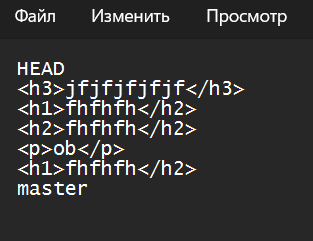 Файл Изменить Просмотр
HEAD
<h3>jfjfjfjfjf</h3>
<h1>fhfhfh</h2>
<h2>fhfhfh</h2>
<p>ob</p>
<h1>fhfhfh</h2>
master